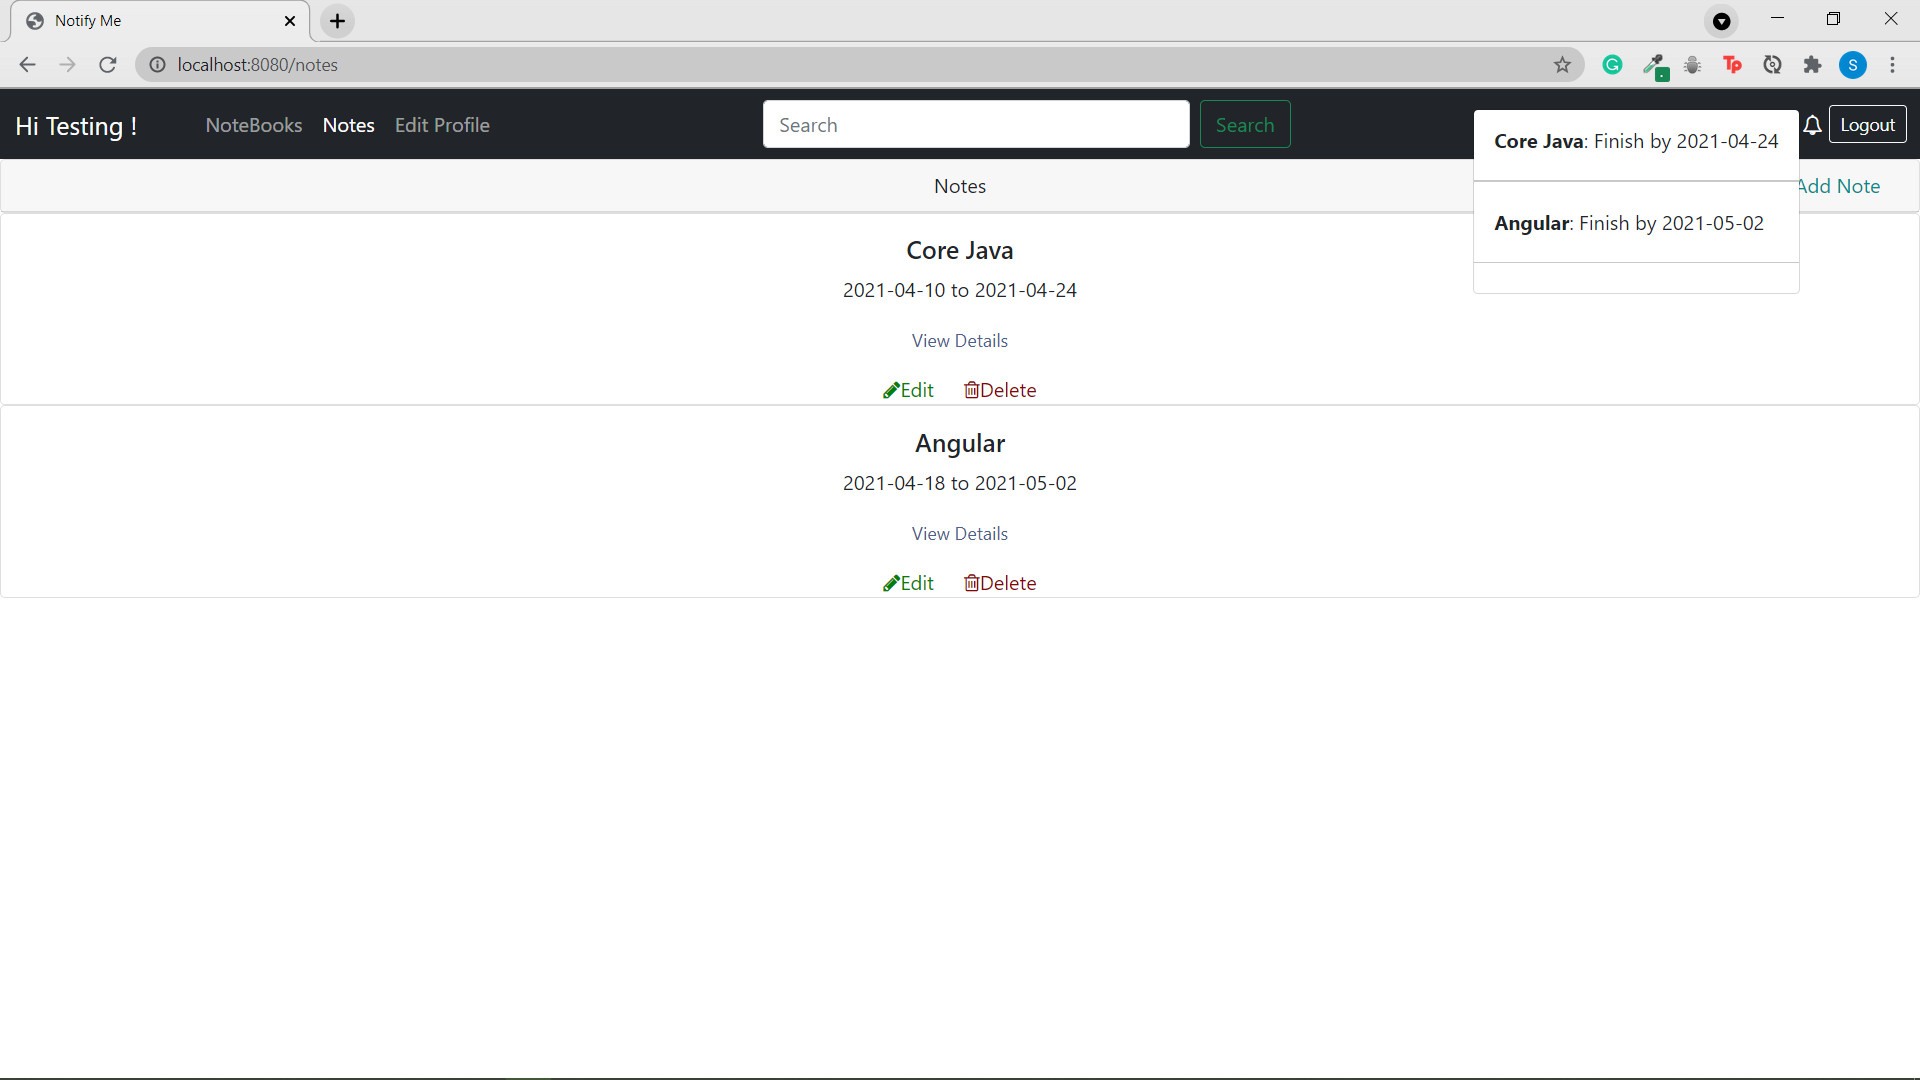 Notify Me
localhost:8080/notes
S
Hi Testing !
NoteBooks Notes Edit Profile
Search
Search
Logout
Core Java: Finish by 2021-04-24
Angular: Finish by 2021-05-02
Notes
Add Note
Core Java
2021-04-10 to 2021-04-24
View Details
Edit Delete
Angular
2021-04-18 to 2021-05-02
View Details
Edit Delete